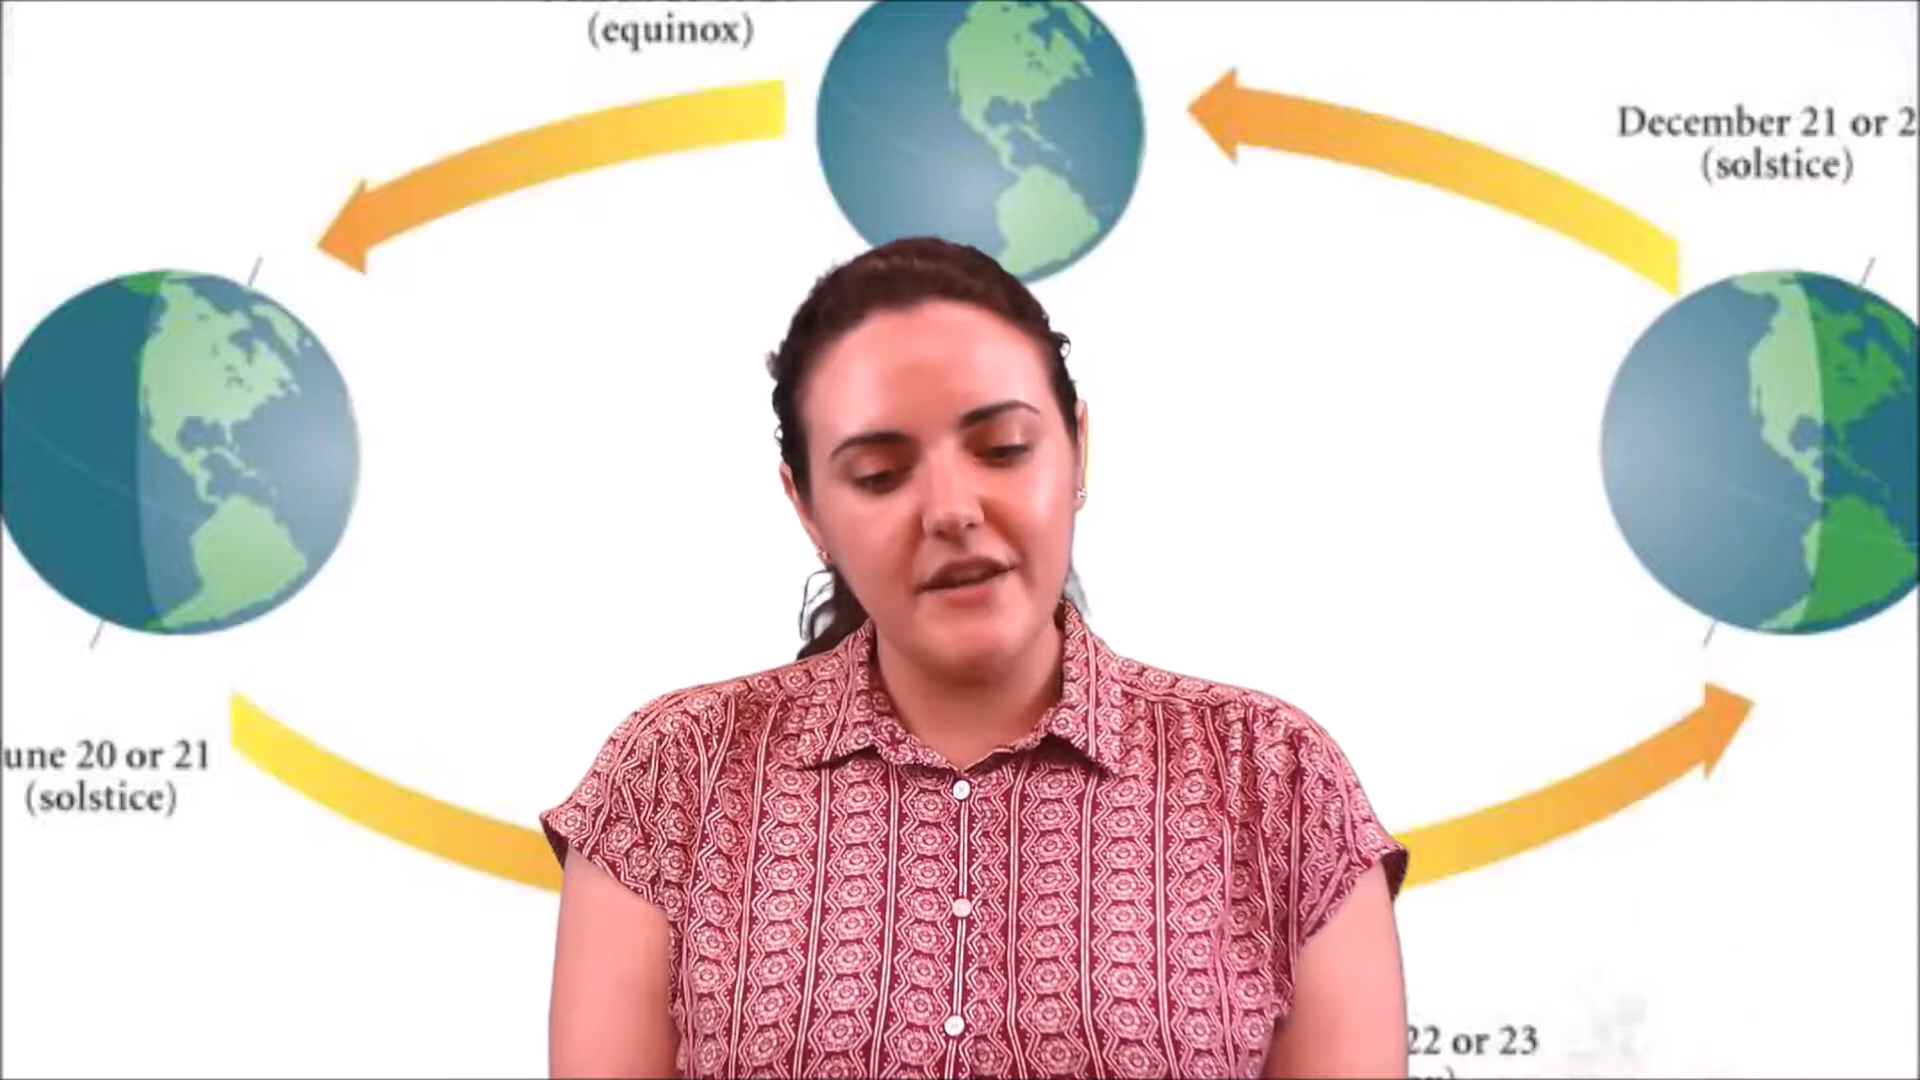 (equinox)
December 21 or 2
(solstice)
une 20 or 21
(solstice)
22 or 23